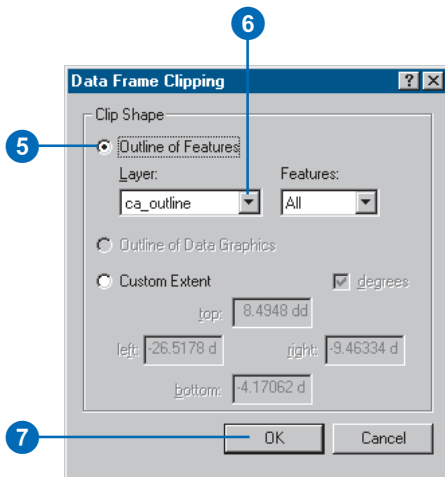 6
Data Frame Clipping
Clip Shape
5
Outline of Features
Layer:
Features:
ca_outline
All
Outline of Data Graphics
Custom Extent
degrees
top:
8.4948 dd
left:
-26.5178 d
right:
-9.46334 d
bottom:
-4.17062 d
7
OK
Cancel